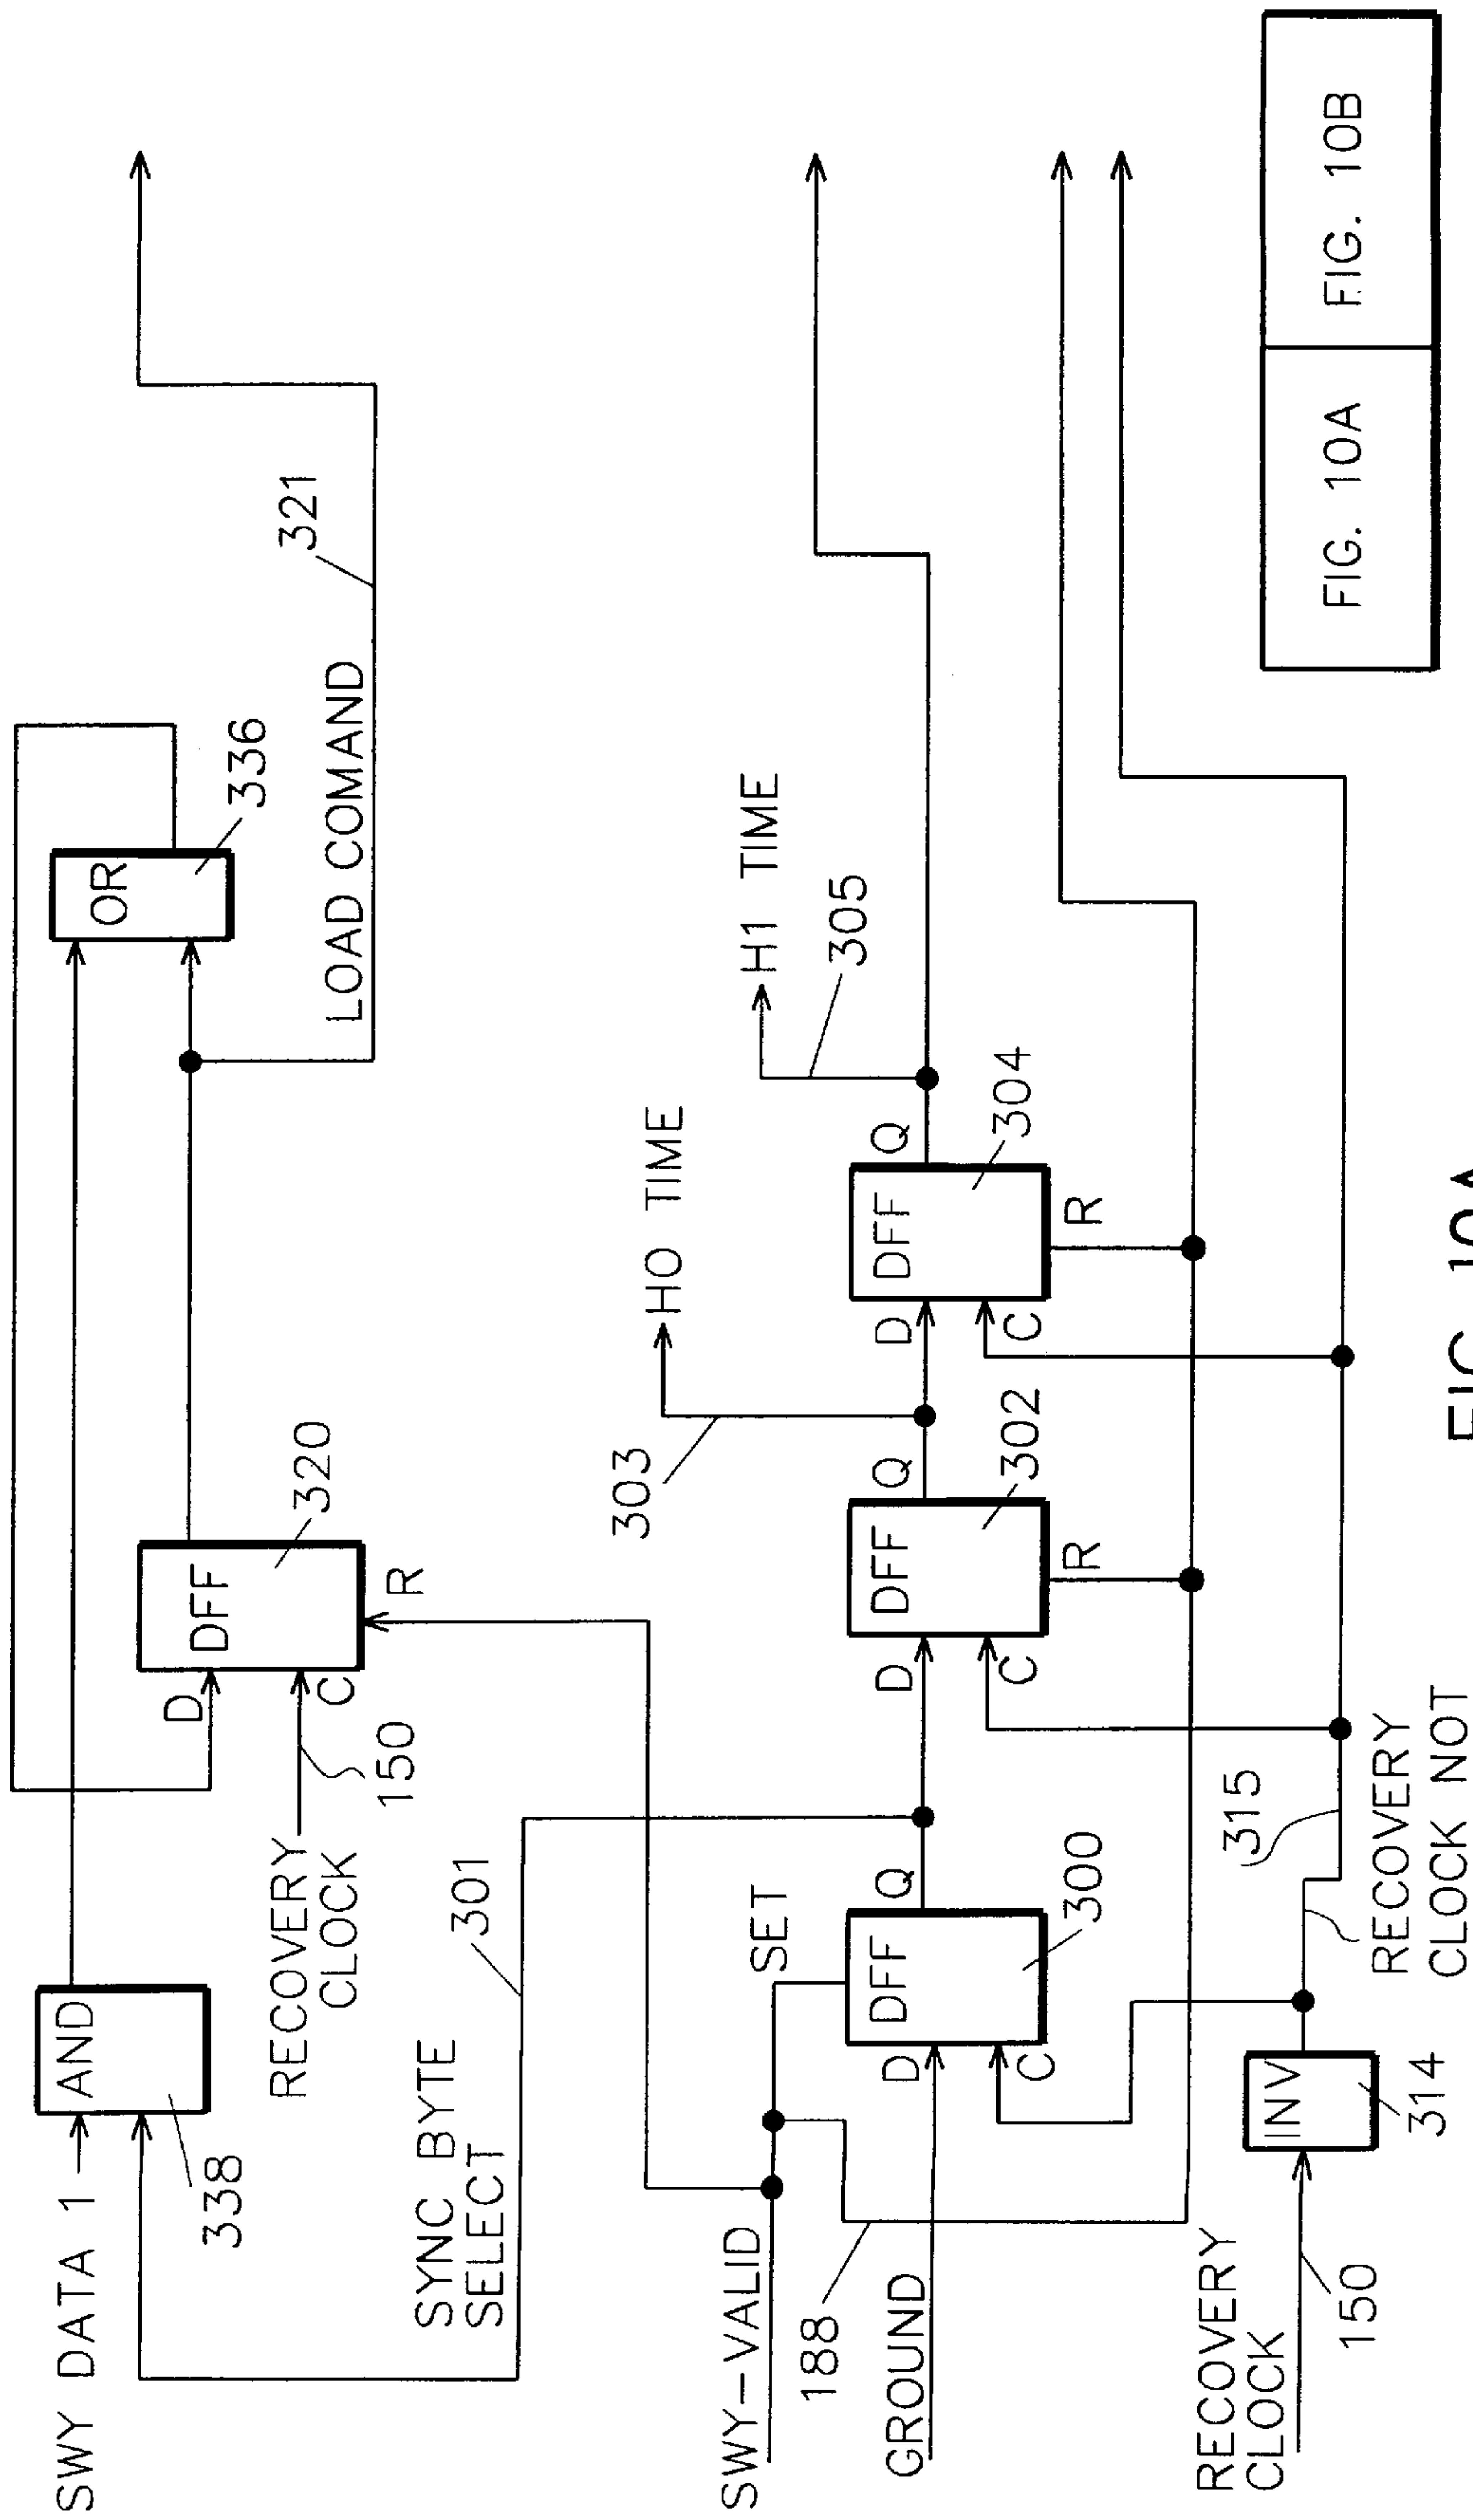 SWY DATA 1
AND
338
OR
336
DFF
320
D
C
R
RECOVERY
CLOCK
150
LOAD COMAND
321
SYNC BYTE
SELECT
301
SWY-VALID
SET
188
GROUND
DFF
300
D
C
Q
DFF
302
D
C
Q
R
303
HO TIME
DFF
304
D
C
Q
R
305
H1 TIME
RECOVERY
CLOCK
150
INV
314
315
RECOVERY
CLOCK NOT
FIG. 10A
FIG. 10B
FIG. 10A